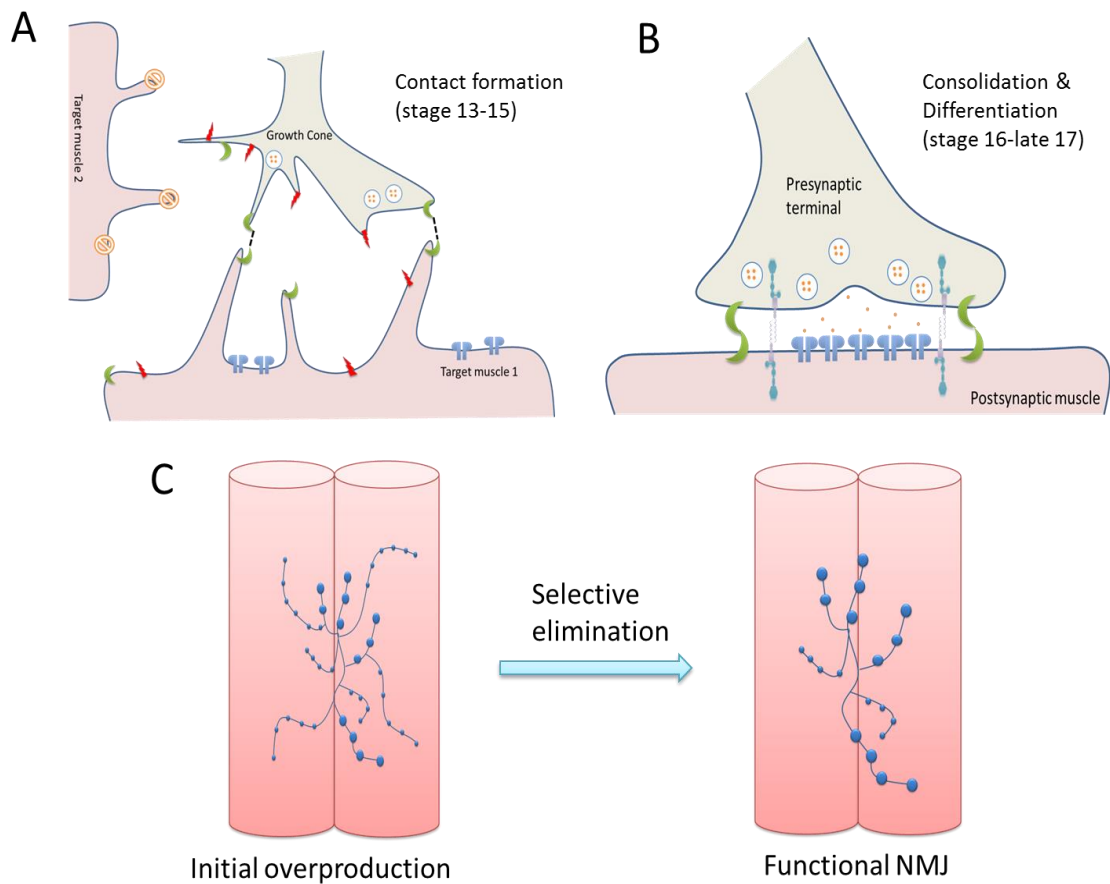 A
Contact formation
(stage 13-15)
Growth Cone
Target muscle 2
Target muscle 1
B
Consolidation &
Differentiation
(stage 16-late 17)
Presynaptic
terminal
Postsynaptic muscle
C
Selective
elimination
Initial overproduction
Functional NMJ